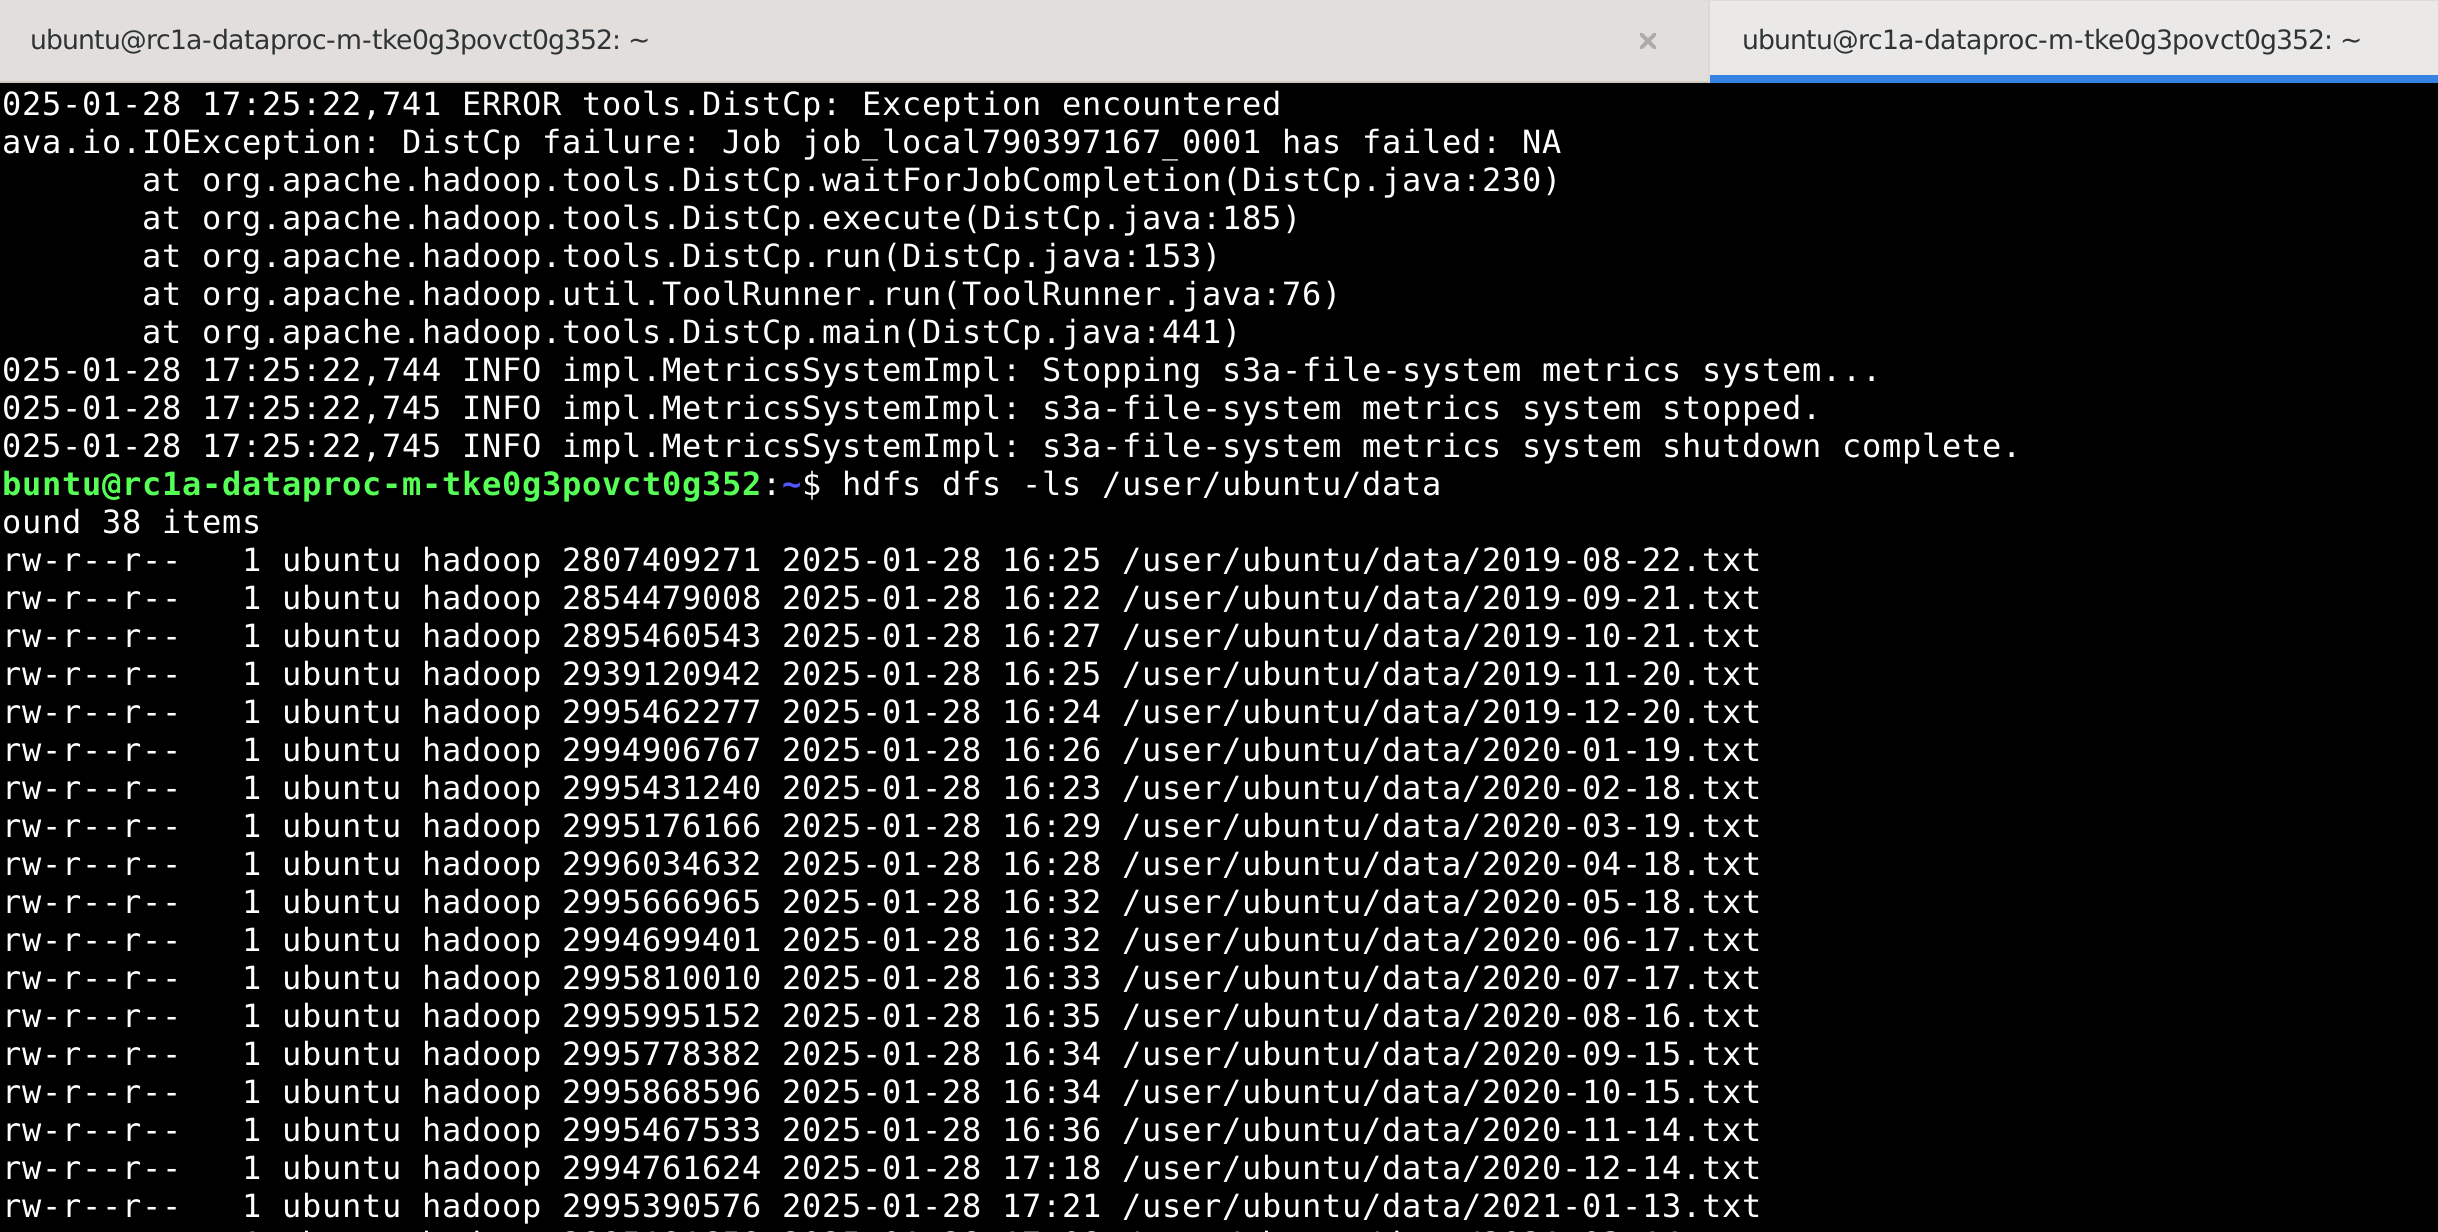 ubuntu@rc1a-dataproc-m-tke0g3povct0g352: ~ × ubuntu@rc1a-dataproc-m-tke0g3povct0g352: ~
025-01-28 17:25:22,741 ERROR tools.DistCp: Exception encountered
ava.io.IOException: DistCp failure: Job job_local790397167_0001 has failed: NA
at org.apache.hadoop.tools.DistCp.waitForJobCompletion(DistCp.java:230)
at org.apache.hadoop.tools.DistCp.execute(DistCp.java:185)
at org.apache.hadoop.tools.DistCp.run(DistCp.java:153)
at org.apache.hadoop.util.ToolRunner.run(ToolRunner.java:76)
at org.apache.hadoop.tools.DistCp.main(DistCp.java:441)
025-01-28 17:25:22,744 INFO impl.MetricsSystemImpl: Stopping s3a-file-system metrics system...
025-01-28 17:25:22,745 INFO impl.MetricsSystemImpl: s3a-file-system metrics system stopped.
025-01-28 17:25:22,745 INFO impl.MetricsSystemImpl: s3a-file-system metrics system shutdown complete.
buntu@rc1a-dataproc-m-tke0g3povct0g352:~$ hdfs dfs -ls /user/ubuntu/data
ound 38 items
rw-r--r-- 1 ubuntu hadoop 2807409271 2025-01-28 16:25 /user/ubuntu/data/2019-08-22.txt
rw-r--r-- 1 ubuntu hadoop 2854479008 2025-01-28 16:22 /user/ubuntu/data/2019-09-21.txt
rw-r--r-- 1 ubuntu hadoop 2895460543 2025-01-28 16:27 /user/ubuntu/data/2019-10-21.txt
rw-r--r-- 1 ubuntu hadoop 2939120942 2025-01-28 16:25 /user/ubuntu/data/2019-11-20.txt
rw-r--r-- 1 ubuntu hadoop 2995462277 2025-01-28 16:24 /user/ubuntu/data/2019-12-20.txt
rw-r--r-- 1 ubuntu hadoop 2994906767 2025-01-28 16:26 /user/ubuntu/data/2020-01-19.txt
rw-r--r-- 1 ubuntu hadoop 2995431240 2025-01-28 16:23 /user/ubuntu/data/2020-02-18.txt
rw-r--r-- 1 ubuntu hadoop 2995176166 2025-01-28 16:29 /user/ubuntu/data/2020-03-19.txt
rw-r--r-- 1 ubuntu hadoop 2996034632 2025-01-28 16:28 /user/ubuntu/data/2020-04-18.txt
rw-r--r-- 1 ubuntu hadoop 2995666965 2025-01-28 16:32 /user/ubuntu/data/2020-05-18.txt
rw-r--r-- 1 ubuntu hadoop 2994699401 2025-01-28 16:32 /user/ubuntu/data/2020-06-17.txt
rw-r--r-- 1 ubuntu hadoop 2995810010 2025-01-28 16:33 /user/ubuntu/data/2020-07-17.txt
rw-r--r-- 1 ubuntu hadoop 2995995152 2025-01-28 16:35 /user/ubuntu/data/2020-08-16.txt
rw-r--r-- 1 ubuntu hadoop 2995778382 2025-01-28 16:34 /user/ubuntu/data/2020-09-15.txt
rw-r--r-- 1 ubuntu hadoop 2995868596 2025-01-28 16:34 /user/ubuntu/data/2020-10-15.txt
rw-r--r-- 1 ubuntu hadoop 2995467533 2025-01-28 16:36 /user/ubuntu/data/2020-11-14.txt
rw-r--r-- 1 ubuntu hadoop 2994761624 2025-01-28 17:18 /user/ubuntu/data/2020-12-14.txt
rw-r--r-- 1 ubuntu hadoop 2995390576 2025-01-28 17:21 /user/ubuntu/data/2021-01-13.txt